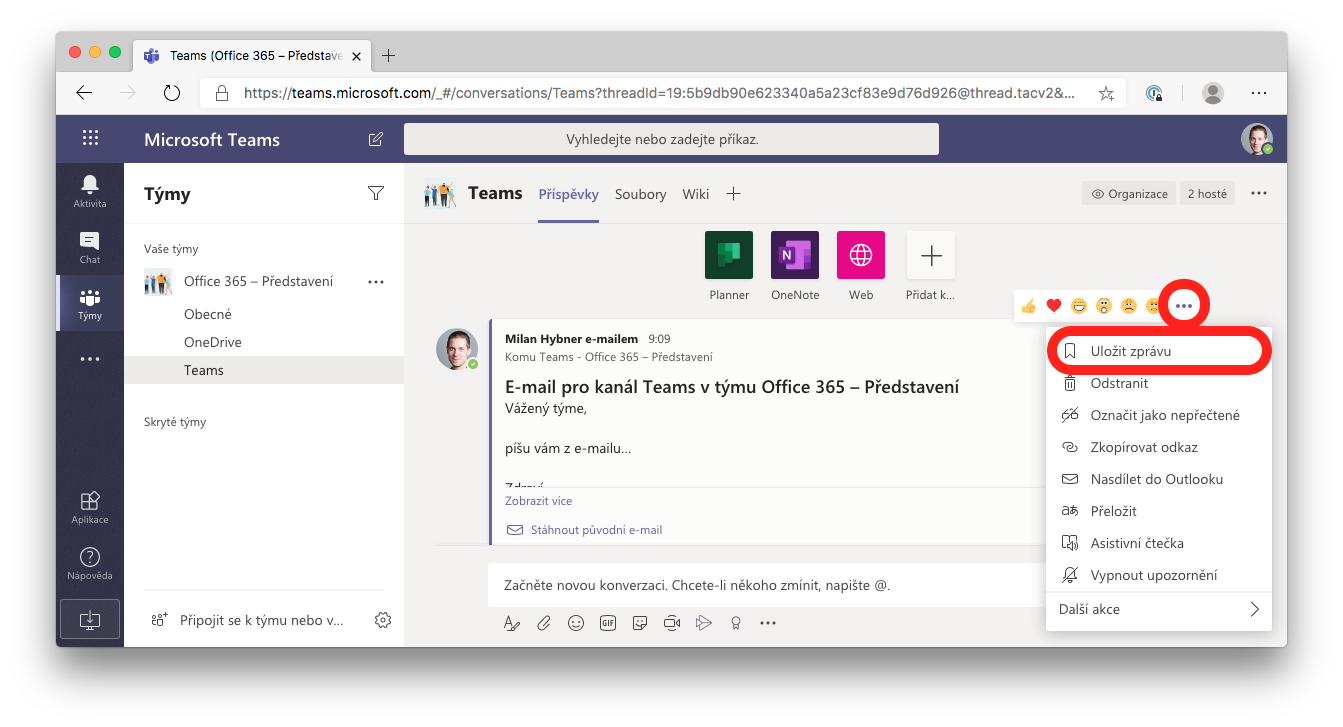 Teams (Office 365 – Představe
https://teams.microsoft.com/_#/conversations/Teams?threadId=19:5b9db90e623340a5a23cf83e9d76d926@thread.tacv2&...
Microsoft Teams
Vyhledejte nebo zadejte příkaz.
Aktivita
Chat
Týmy
Aplikace
Nápověda
Týmy
Vaše týmy
Office 365 – Představení
Obecné
OneDrive
Teams
Skryté týmy
Připojit se k týmu nebo v...
Teams Příspěvky Soubory Wiki
Organizace
2 hosté
Planner
OneNote
Web
Přidat k...
Milan Hybner e-mailem 9:09
Komu Teams - Office 365 – Představení
E-mail pro kanál Teams v týmu Office 365 – Představení
Vážený týme,
píšu vám z e-mailu...
Zdraví
Zobrazit více
Stáhnout původní e-mail
Začněte novou konverzaci. Chcete-li někoho zmínit, napište @.
GIF
Uložit zprávu
Odstranit
Označit jako nepřečtené
Zkopírovat odkaz
Nasdílet do Outlooku
Přeložit
Asistivní čtečka
Vypnout upozornění
Další akce